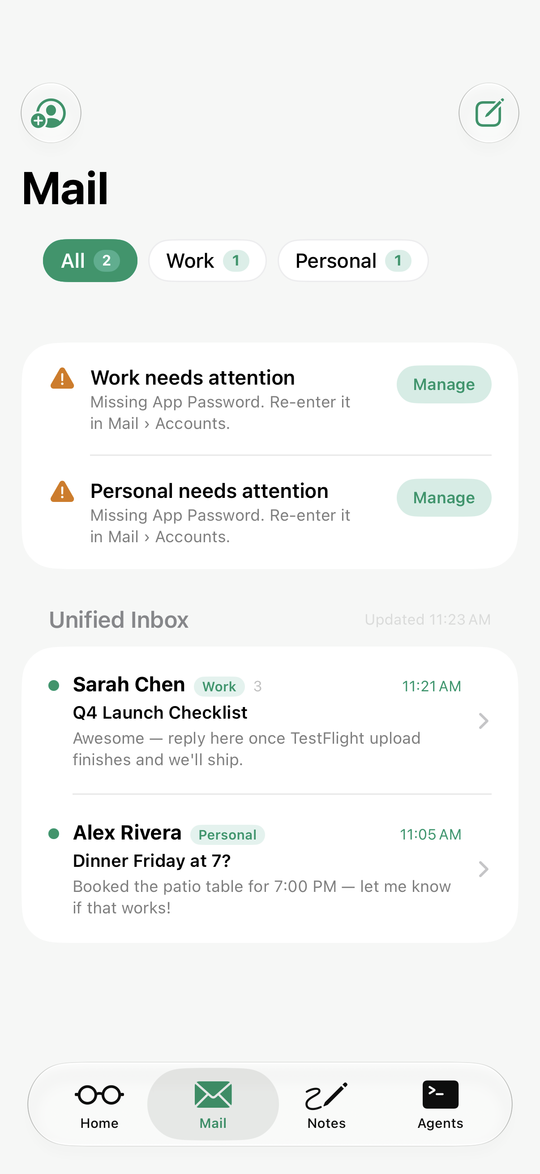 Mail
All 2 Work 1 Personal 1
Work needs attention
Manage
Missing App Password. Re-enter it
in Mail › Accounts.
Personal needs attention
Manage
Missing App Password. Re-enter it
in Mail › Accounts.
Unified Inbox Updated 11:23 AM
Sarah Chen Work 3 11:21 AM
Q4 Launch Checklist
Awesome — reply here once TestFlight upload
finishes and we'll ship.
Alex Rivera Personal 11:05 AM
Dinner Friday at 7?
Booked the patio table for 7:00 PM — let me know
if that works!
Home Mail Notes Agents